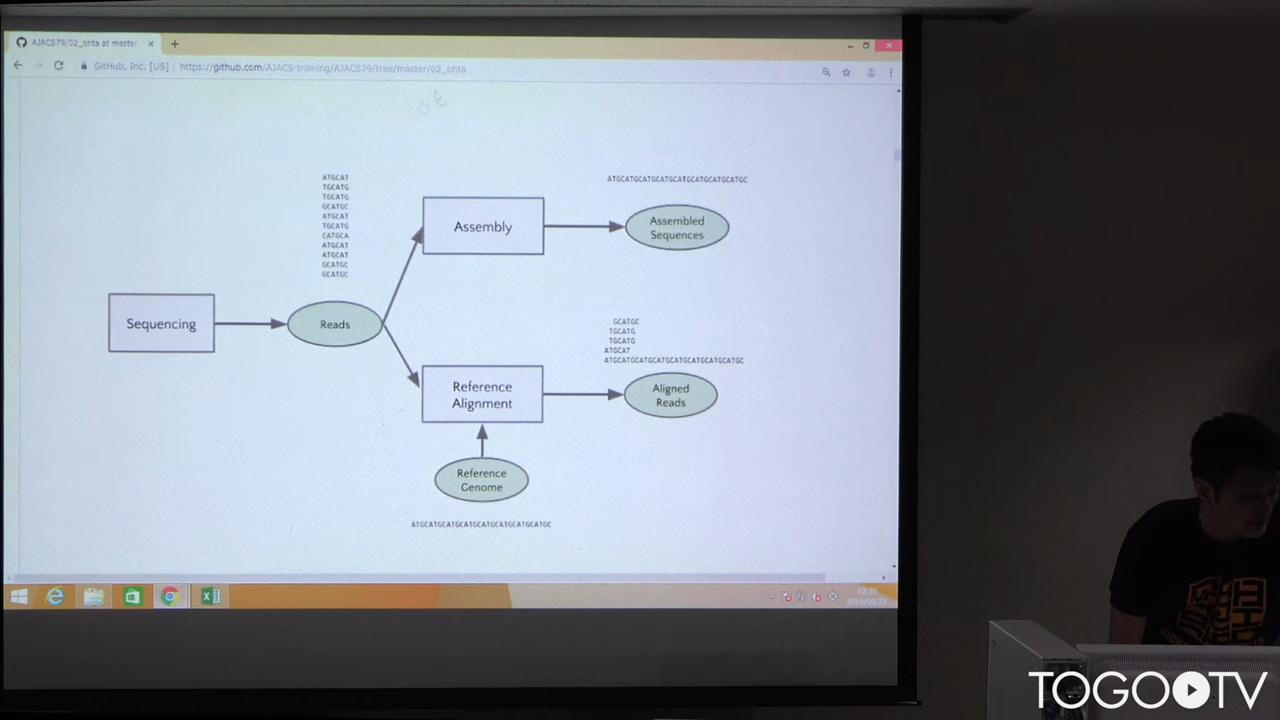 AJACS79/02_ohta at master
GitHub, Inc. [US] https://github.com/AJACS-training/AJACS79/tree/master/02_ohta
ATGCAT
TGCATG
TGCATG
GCATGC
ATGCAT
TGCATG
CATGCA
ATGCAT
ATGCAT
GCATGC
GCATGC
Sequencing
Reads
Assembly
ATGCATGCATGCATGCATGCATGCATGCATGC
Assembled
Sequences
Reference
Alignment
GCATGC
TGCATG
TGCATG
ATGCAT
ATGCATGCATGCATGCATGCATGCATGCATGC
Aligned
Reads
Reference
Genome
ATGCATGCATGCATGCATGCATGCATGCATGC
10:35
TOGO TV